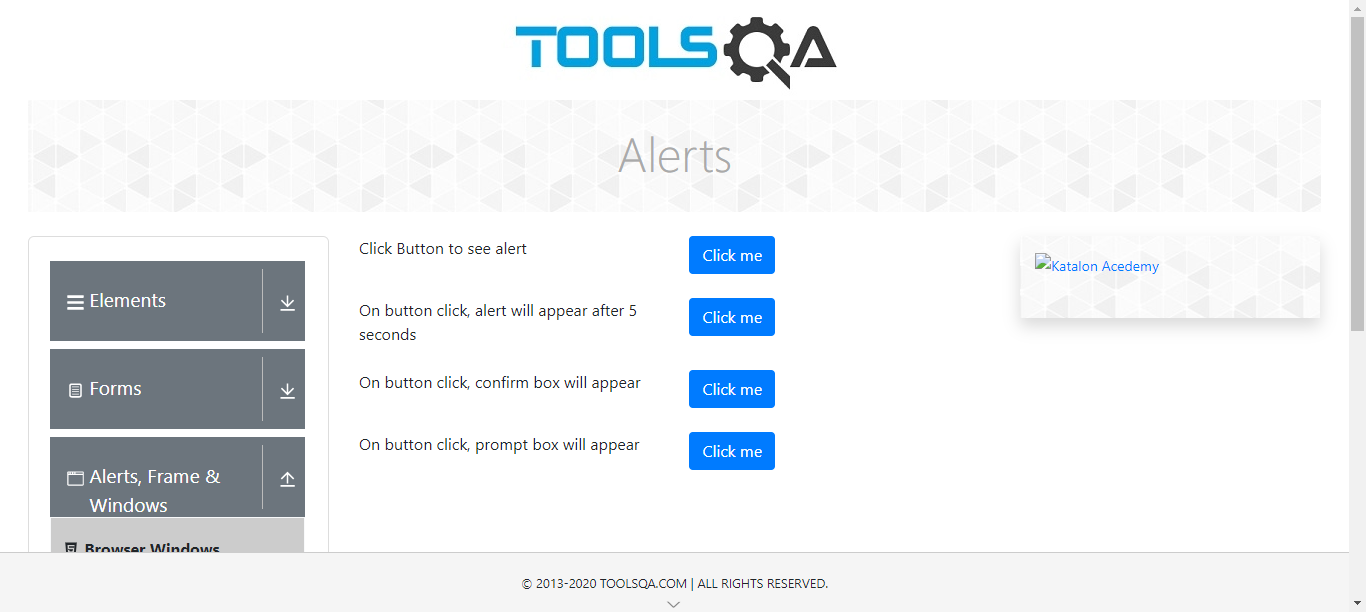 TOOLSQA
Alerts
Elements
Forms
Alerts, Frame &
Windows
Browser Windows
Click Button to see alert
Click me
On button click, alert will appear after 5
seconds
Click me
On button click, confirm box will appear
Click me
On button click, prompt box will appear
Click me
Katalon Acedemy
© 2013-2020 TOOLSQA.COM | ALL RIGHTS RESERVED.